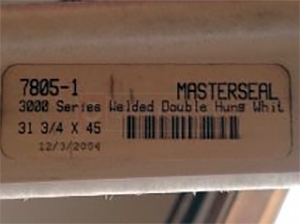 7805-1 MASTERSEAL
3000 Series Welded Double Hung Whit
31 3/4 X 45
12/3/2004